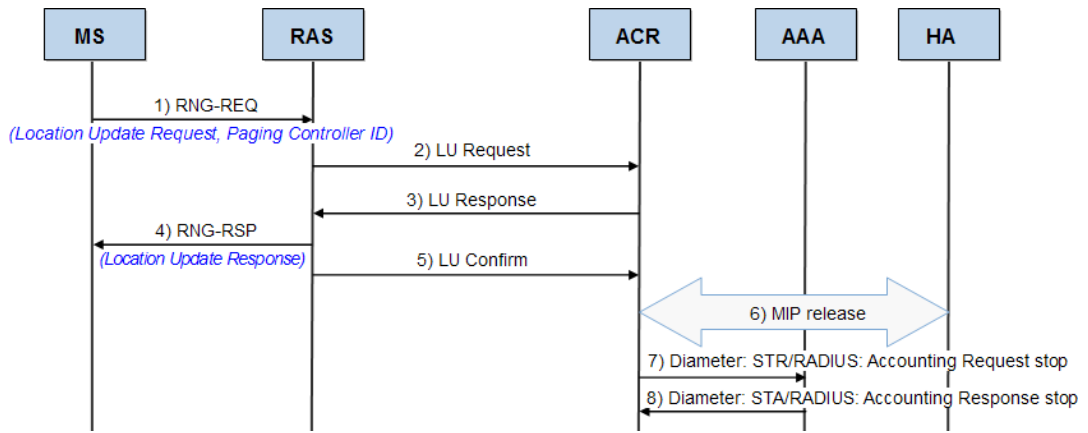 MS
RAS
ACR
AAA
HA
1) RNG-REQ
(Location Update Request, Paging Controller ID)
2) LU Request
3) LU Response
4) RNG-RSP
(Location Update Response)
5) LU Confirm
6) MIP release
7) Diameter: STR/RADIUS: Accounting Request stop
8) Diameter: STA/RADIUS: Accounting Response stop